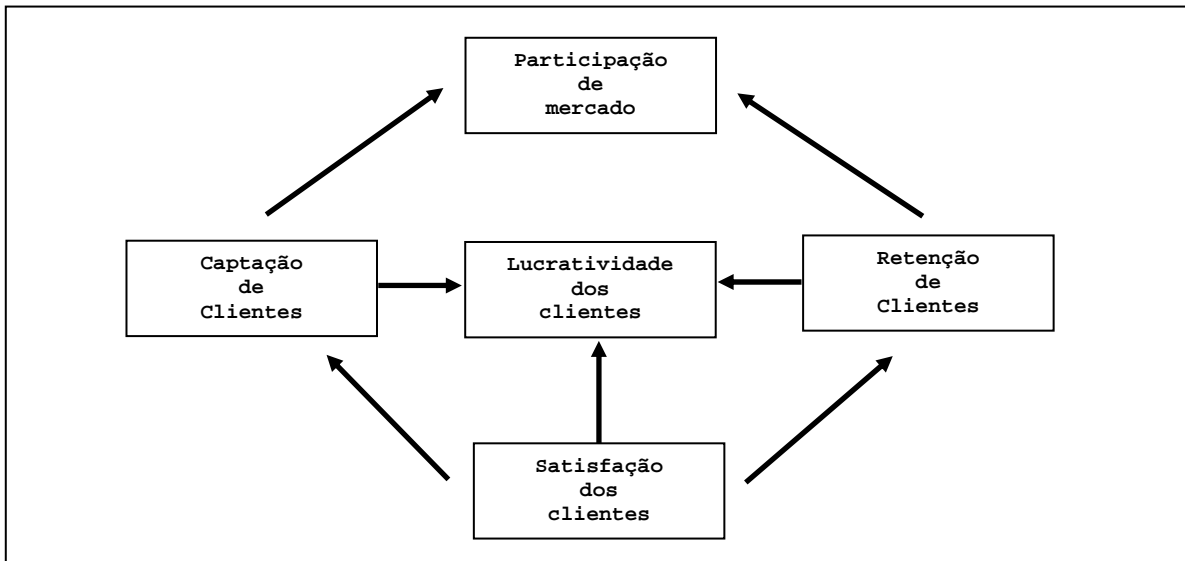 Participação
de
mercado
Captação
de
Clientes
Lucratividade
dos
clientes
Retenção
de
Clientes
Satisfação
dos
clientes